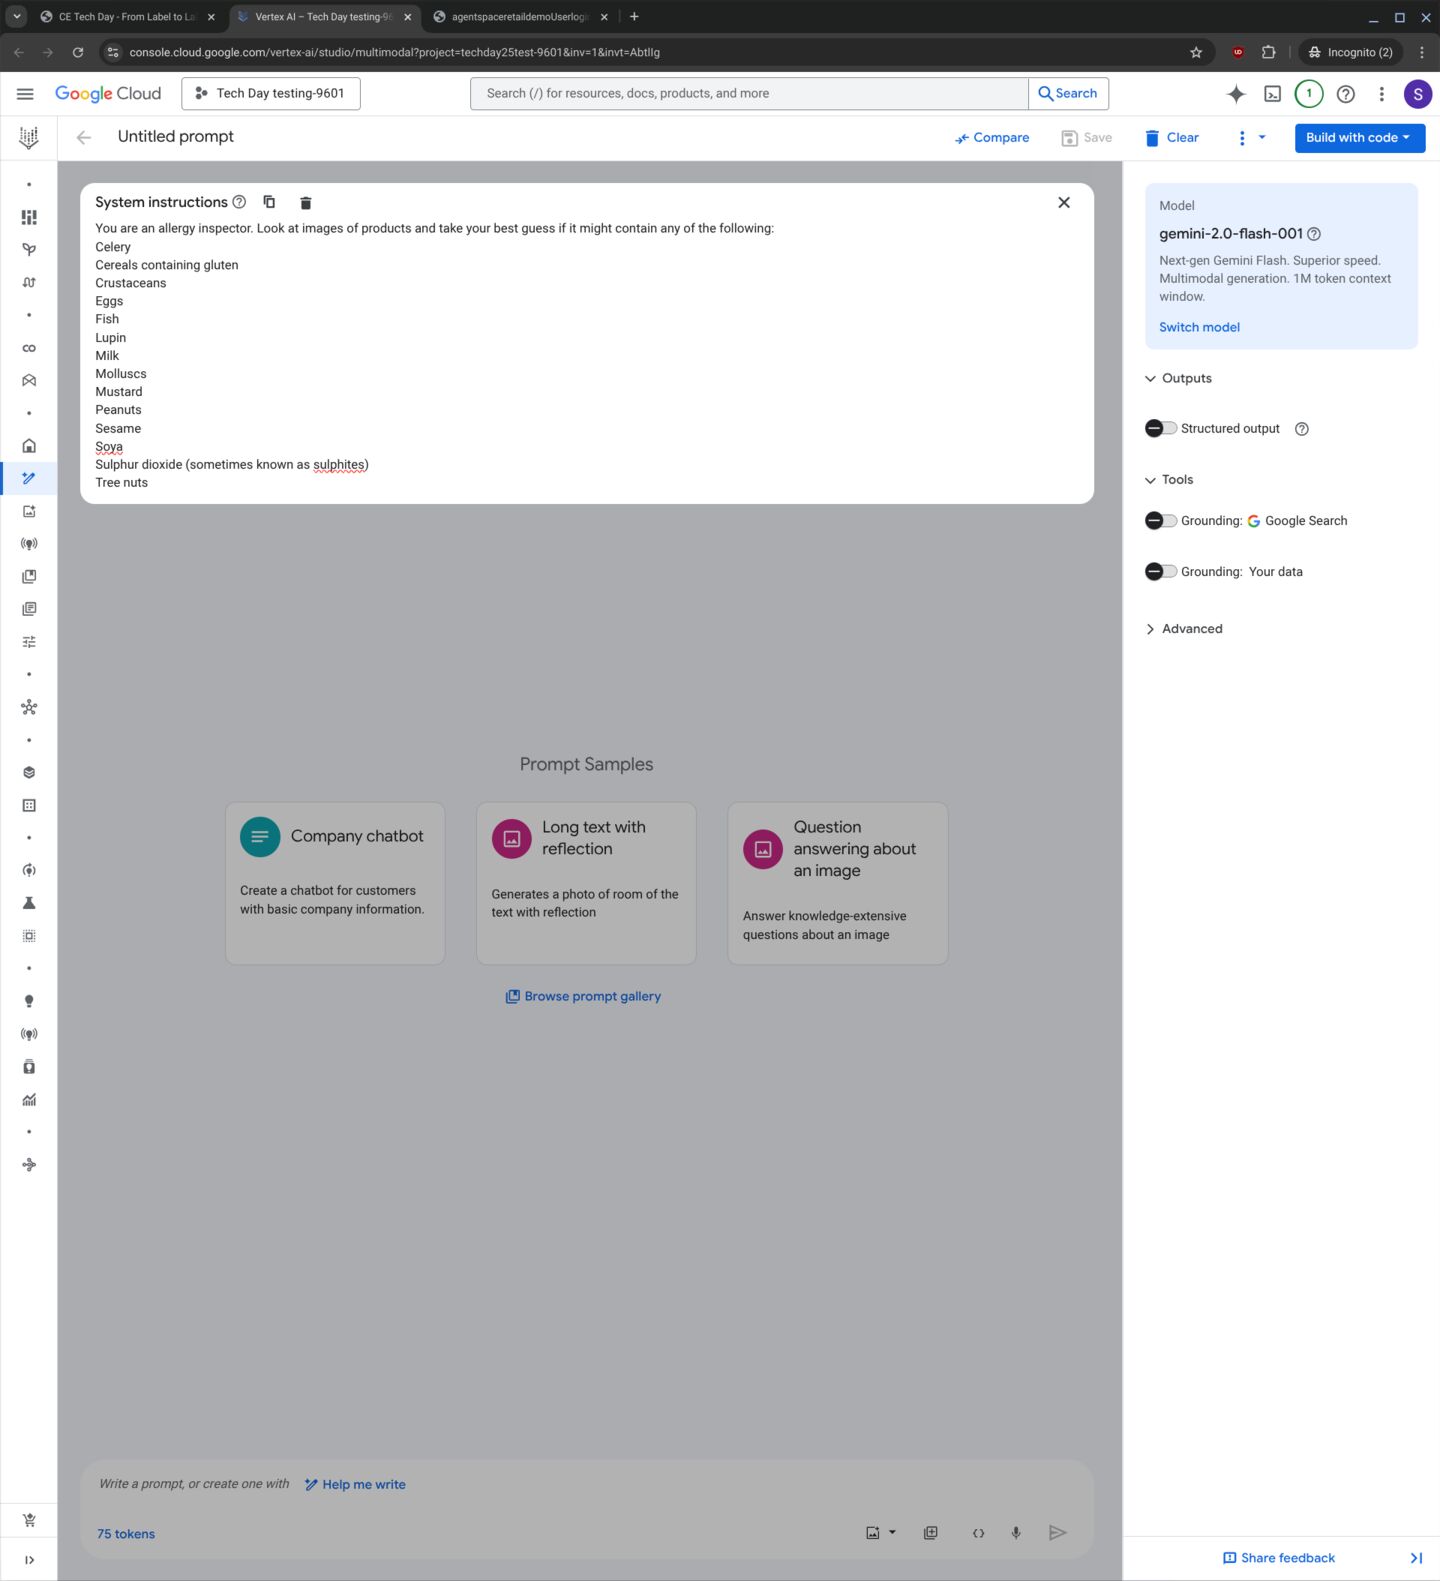 CE Tech Day - From Label to La
Vertex AI – Tech Day testing-96
agentspaceretaildemoUserlogi
console.cloud.google.com/vertex-ai/studio/multimodal?project=techday25test-9601&inv=1&invt=AbtlIg
Incognito (2)
Google Cloud
Tech Day testing-9601
Search (/) for resources, docs, products, and more
Search
1
S
Untitled prompt
Compare
Save
Clear
Build with code
System instructions
You are an allergy inspector. Look at images of products and take your best guess if it might contain any of the following:
Celery
Cereals containing gluten
Crustaceans
Eggs
Fish
Lupin
Milk
Molluscs
Mustard
Peanuts
Sesame
Soya
Sulphur dioxide (sometimes known as sulphites)
Tree nuts
Model
gemini-2.0-flash-001
Next-gen Gemini Flash. Superior speed.
Multimodal generation. 1M token context
window.
Switch model
Outputs
Structured output
Tools
Grounding: Google Search
Grounding: Your data
Advanced
Prompt Samples
Company chatbot
Create a chatbot for customers
with basic company information.
Long text with
reflection
Generates a photo of room of the
text with reflection
Question
answering about
an image
Answer knowledge-extensive
questions about an image
Browse prompt gallery
Write a prompt, or create one with
Help me write
75 tokens
Share feedback